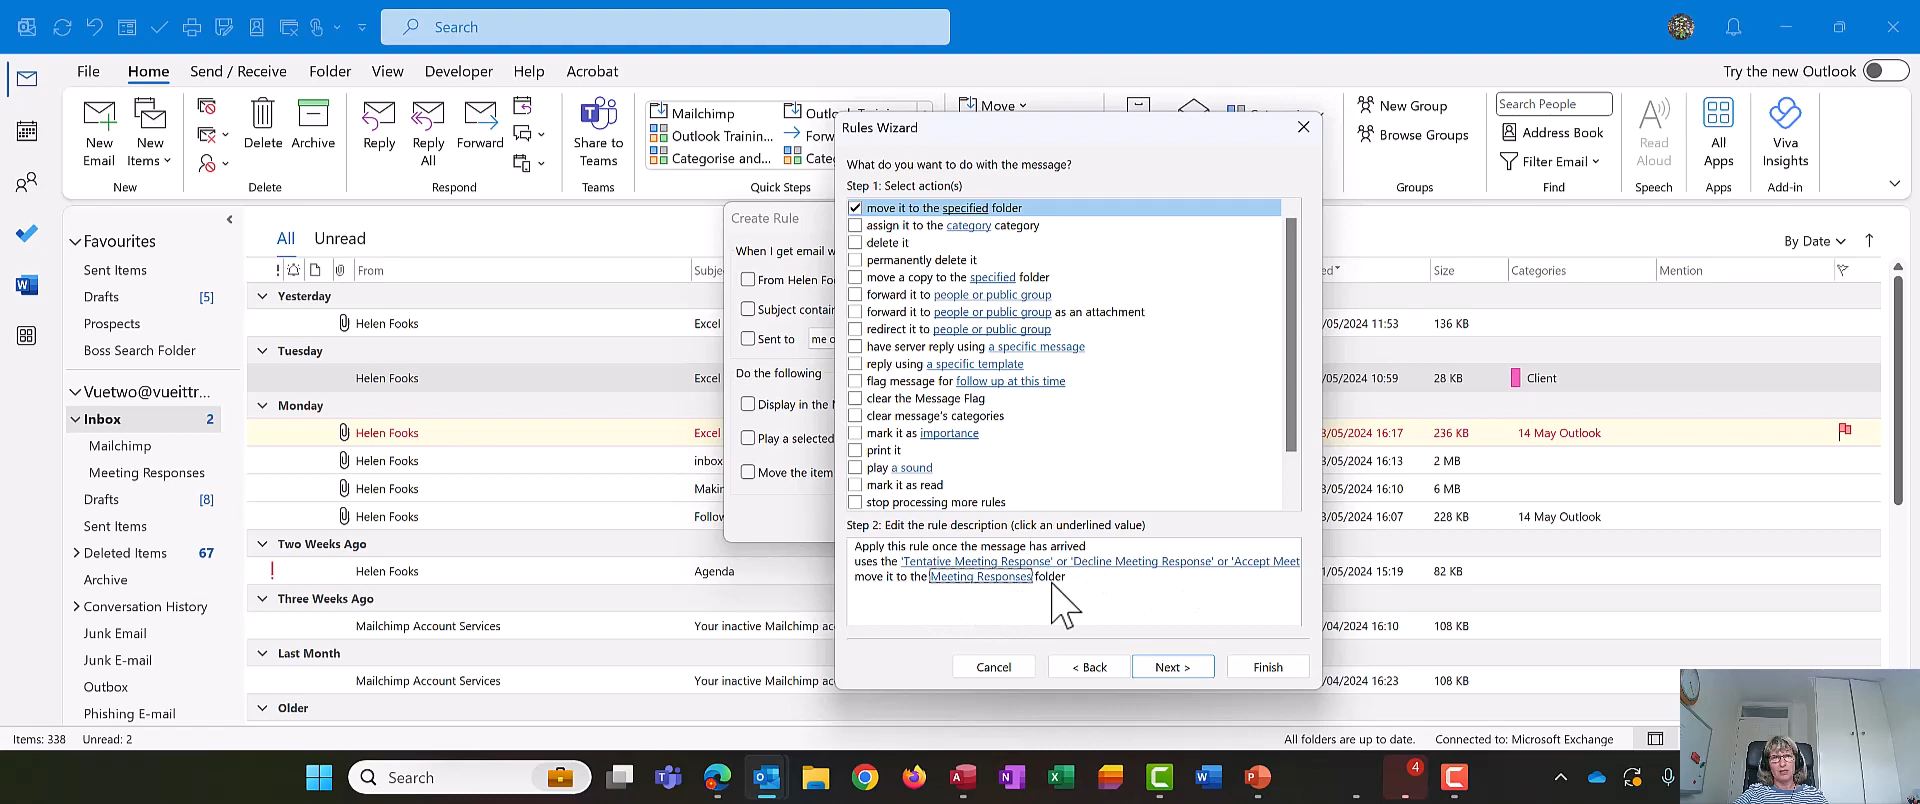 Search
File
Home
Send / Receive
Folder
View
Developer
Help
Acrobat
Try the new Outlook
New
Email
New
Items
New
Delete
Archive
Delete
Reply
Reply
All
Forward
Respond
Share to
Teams
Teams
Mailchimp
Outlook Trainin...
Categorise and...
Quick Steps
Move
New Group
Browse Groups
Groups
Search People
Address Book
Filter Email
Find
Read
Aloud
Speech
All
Apps
Apps
Viva
Insights
Add-in
Favourites
Sent Items
Drafts [5]
Prospects
Boss Search Folder
Vuetwo@vueittr...
Inbox 2
Mailchimp
Meeting Responses
Drafts [8]
Sent Items
Deleted Items 67
Archive
Conversation History
Junk Email
Junk E-mail
Outbox
Phishing E-mail
All Unread
By Date
! From Subje
Size Categories Mention
Yesterday
Helen Fooks Excel /05/2024 11:53 136 KB
Tuesday
Helen Fooks Excel /05/2024 10:59 28 KB Client
Monday
Helen Fooks Excel 3/05/2024 16:17 236 KB 14 May Outlook
Helen Fooks inbox 3/05/2024 16:13 2 MB
Helen Fooks Makin 3/05/2024 16:10 6 MB
Helen Fooks Follow 3/05/2024 16:07 228 KB 14 May Outlook
Two Weeks Ago
Helen Fooks Agenda 1/05/2024 15:19 82 KB
Three Weeks Ago
Mailchimp Account Services Your inactive Mailchimp ac /04/2024 16:10 108 KB
Last Month
Mailchimp Account Services Your inactive Mailchimp ac /04/2024 16:23 108 KB
Older
Create Rule
When I get email w
From Helen Foo
Subject contain
Sent to me o
Do the following
Display in the N
Play a selected
Move the item
Rules Wizard
What do you want to do with the message?
Step 1: Select action(s)
move it to the specified folder
assign it to the category category
delete it
permanently delete it
move a copy to the specified folder
forward it to people or public group
forward it to people or public group as an attachment
redirect it to people or public group
have server reply using a specific message
reply using a specific template
flag message for follow up at this time
clear the Message Flag
clear message's categories
mark it as importance
print it
play a sound
mark it as read
stop processing more rules
Step 2: Edit the rule description (click an underlined value)
Apply this rule once the message has arrived
uses the 'Tentative Meeting Response' or 'Decline Meeting Response' or 'Accept Meet
move it to the Meeting Responses folder
Cancel
< Back
Next >
Finish
Items: 338 Unread: 2
All folders are up to date. Connected to: Microsoft Exchange
Search
4